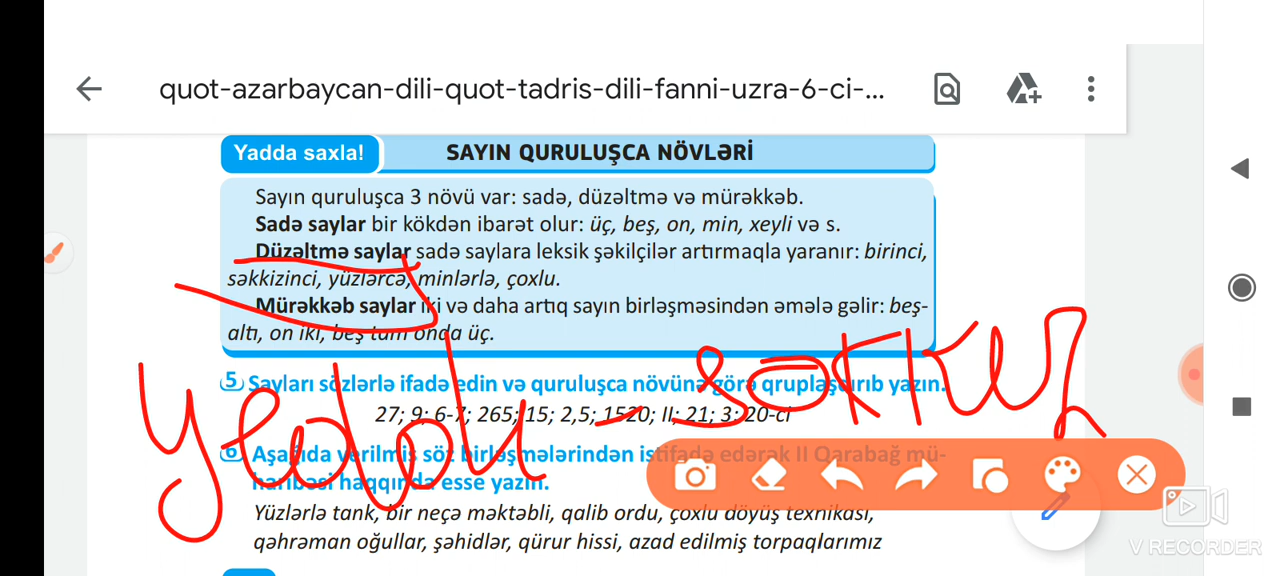 quot-azarbaycan-dili-quot-tadris-dili-fanni-uzra-6-ci-...
Yadda saxla! SAYIN QURULUŞCA NÖVLƏRİ
Sayın quruluşca 3 növü var: sadə, düzəltmə və mürəkkəb.
Sadə saylar bir kökdən ibarət olur: üç, beş, on, min, xeyli və s.
Düzəltmə saylar sadə saylara leksik şəkilçilər artırmaqla yaranır: birinci,
səkkizinci, yüzlərcə, minlərlə, çoxlu.
Mürəkkəb saylar iki və daha artıq sayın birləşməsindən əmələ gəlir: beş-
altı, on iki, beş tam onda üç.
5 Sayları sözlərlə ifadə edin və quruluşca növünə görə qruplaşdırıb yazın.
27; 9; 6-7; 265; 15; 2,5; 1520; II; 21; 3; 20-ci
6 Aşağıda verilmiş söz birləşmələrindən istifadə edərək II Qarabağ mü-
haribəsi haqqında esse yazın.
Yüzlərlə tank, bir neçə məktəbli, qalib ordu, çoxlu döyüş texnikası,
qəhrəman oğullar, şəhidlər, qürur hissi, azad edilmiş torpaqlarımız
V RECORDER